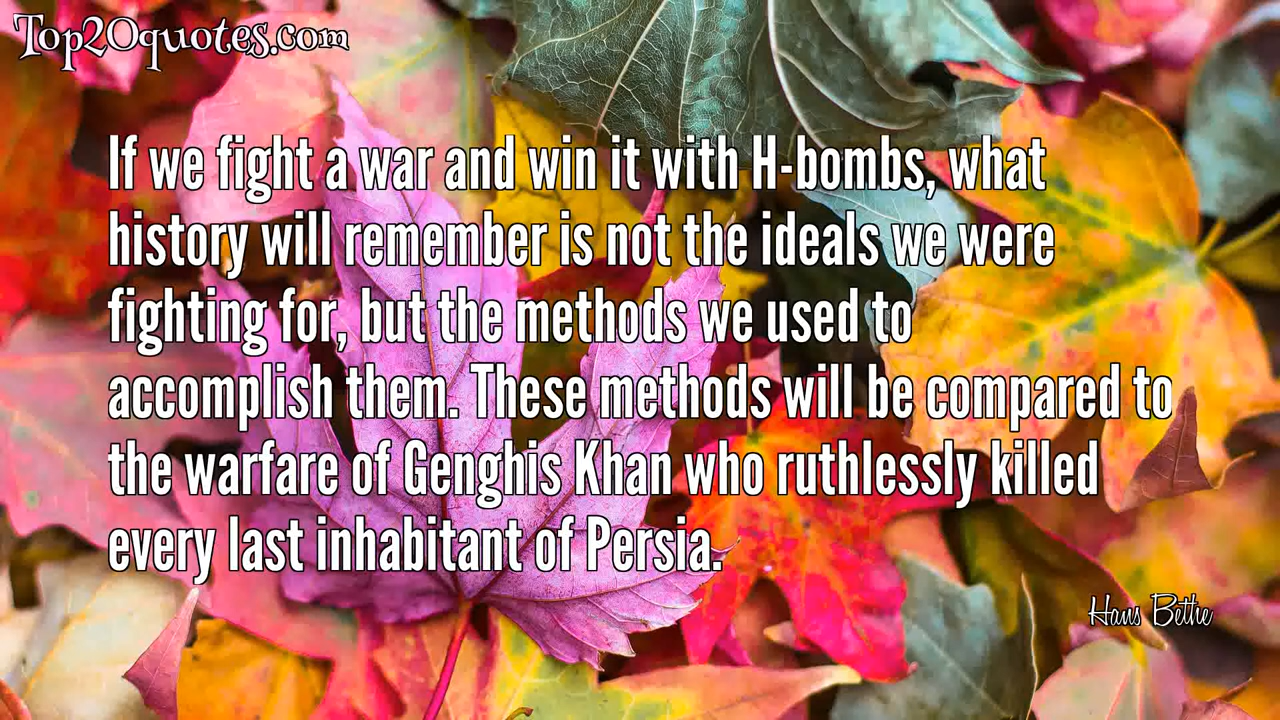 Top20quotes.com
If we fight a war and win it with H-bombs, what
history will remember is not the ideals we were
fighting for, but the methods we used to
accomplish them. These methods will be compared to
the warfare of Genghis Khan who ruthlessly killed
every last inhabitant of Persia.
Hans Bethe